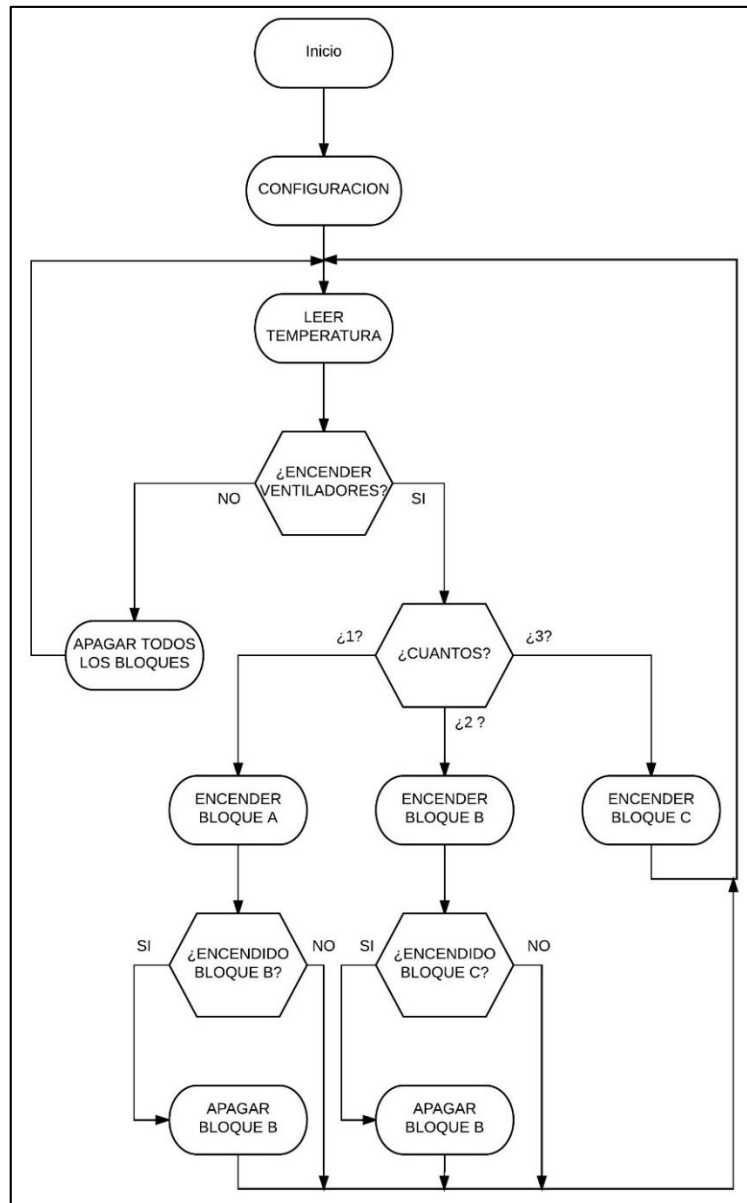 Inicio
CONFIGURACION
LEER
TEMPERATURA
¿ENCENDER
VENTILADORES?
NO
SI
APAGAR TODOS
LOS BLOQUES
¿1?
¿CUANTOS?
¿3?
¿2 ?
ENCENDER
BLOQUE A
ENCENDER
BLOQUE B
ENCENDER
BLOQUE C
SI
¿ENCENDIDO
BLOQUE B?
NO
SI
¿ENCENDIDO
BLOQUE C?
NO
APAGAR
BLOQUE B
APAGAR
BLOQUE B